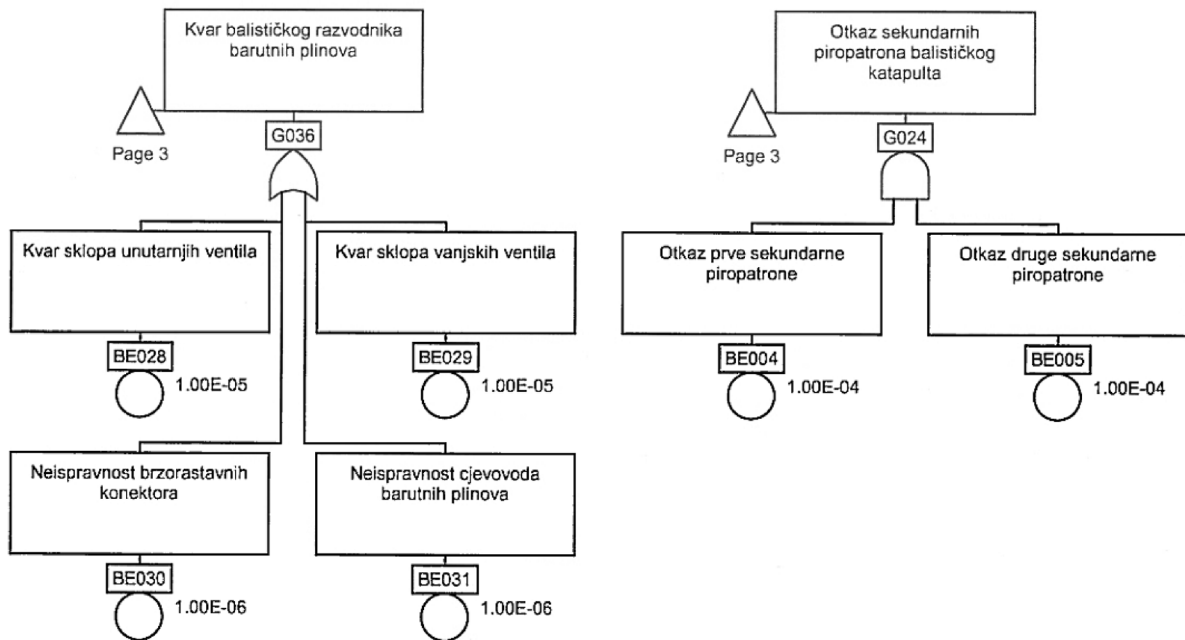 Kvar balističkog razvodnika
barutnih plinova
Page 3
G036
Kvar sklopa unutarnjih ventila
BE028
1.00E-05
Kvar sklopa vanjskih ventila
BE029
1.00E-05
Neispravnost brzorastavnih
konektora
BE030
1.00E-06
Neispravnost cjevovoda
barutnih plinova
BE031
1.00E-06
Otkaz sekundarnih
piropatrona balističkog
katapulta
Page 3
G024
Otkaz prve sekundarne
piropatrone
BE004
1.00E-04
Otkaz druge sekundarne
piropatrone
BE005
1.00E-04